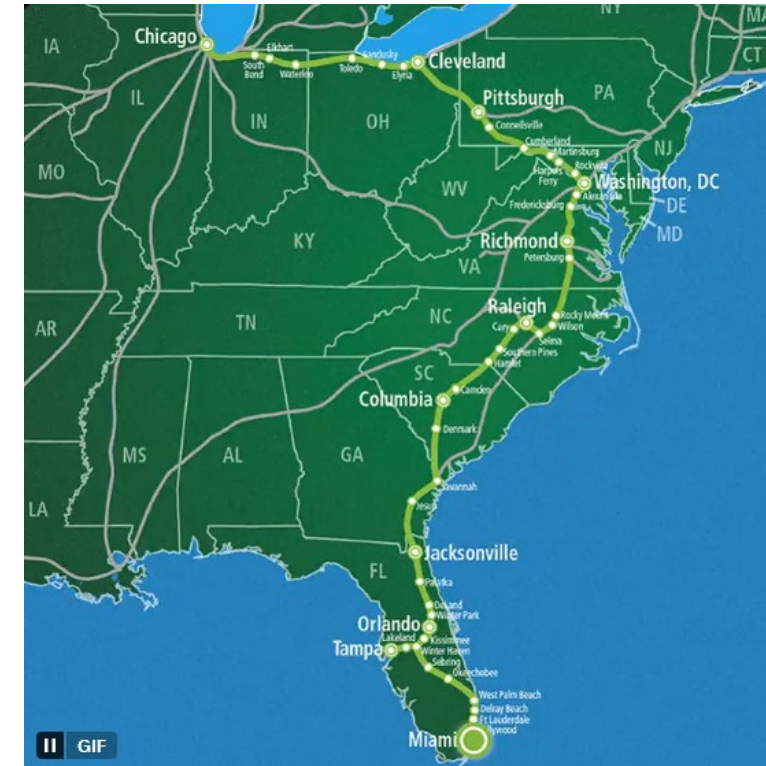 NY
MA
IA
Chicago
Elkhart
South
Bend
Waterloo
Toledo
Sandusky
Elyria
Cleveland
CT
IL
IN
OH
Pittsburgh
PA
Connellsville
NJ
MO
Cumberland
Martinsburg
Harpers
Ferry
Rockville
Washington, DC
Alexandria
WV
Fredericksburg
DE
MD
KY
Richmond
VA
Petersburg
AR
TN
NC
Raleigh
Rocky Mount
Cary
Wilson
Selma
Southern Pines
Hamlet
SC
Camden
Columbia
Denmark
MS
AL
GA
LA
Savannah
Jesup
Jacksonville
FL
Palatka
DeLand
Winter Park
Orlando
Lakeland
Kissimmee
Tampa
Winter Haven
Sebring
Okeechobee
West Palm Beach
Delray Beach
Ft Lauderdale
lywood
Miami
GIF